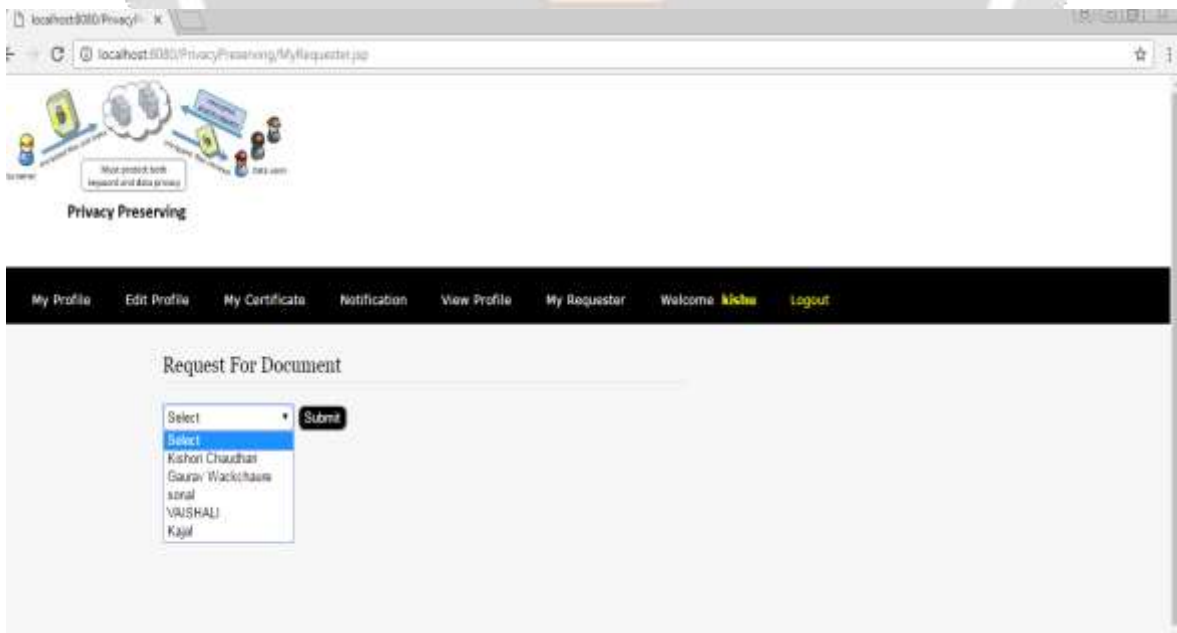 localhost:8080/Privacy
localhost:8080/PrivacyPreserving/MyRequester.jsp
Must protect both
keyword and data privacy
Data users
Privacy Preserving
My Profile Edit Profile My Certificate Notification View Profile My Requester Welcome kishu Logout
Request For Document
Select Submit
Select
Kishori Chaudhari
Gaurav Wackchaure
sonal
VAISHALI
Kajal